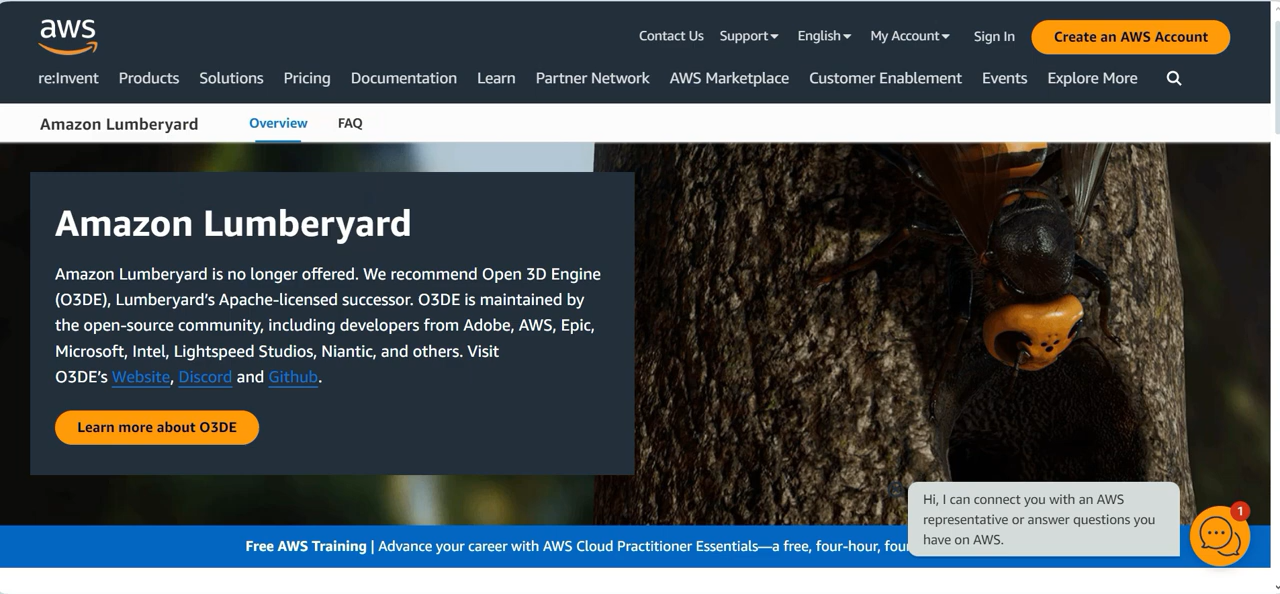 aws
Contact Us Support English My Account Sign In Create an AWS Account
re:Invent Products Solutions Pricing Documentation Learn Partner Network AWS Marketplace Customer Enablement Events Explore More
Amazon Lumberyard Overview FAQ
Amazon Lumberyard
Amazon Lumberyard is no longer offered. We recommend Open 3D Engine
(O3DE), Lumberyard’s Apache-licensed successor. O3DE is maintained by
the open-source community, including developers from Adobe, AWS, Epic,
Microsoft, Intel, Lightspeed Studios, Niantic, and others. Visit
O3DE’s Website, Discord and Github.
Learn more about O3DE
Hi, I can connect you with an AWS
representative or answer questions you
have on AWS.
1
Free AWS Training | Advance your career with AWS Cloud Practitioner Essentials—a free, four-hour,